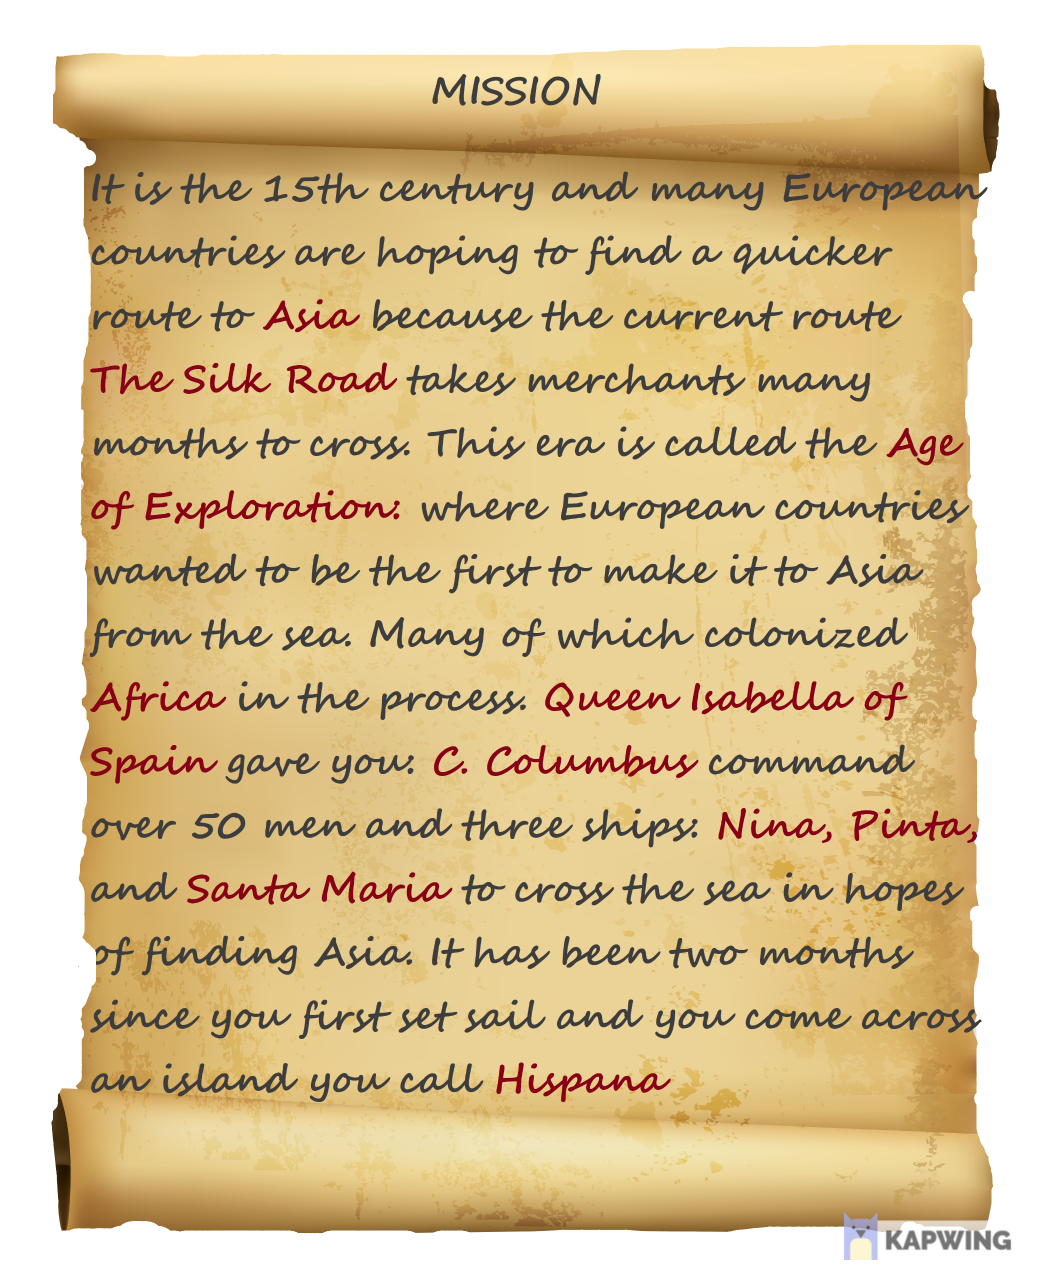 MISSION
It is the 15th century and many European
countries are hoping to find a quicker
route to Asia because the current route
The Silk Road takes merchants many
months to cross. This era is called the Age
of Exploration: where European countries
wanted to be the first to make it to Asia
from the sea. Many of which colonized
Africa in the process. Queen Isabella of
Spain gave you: C. Columbus command
over 50 men and three ships: Nina, Pinta,
and Santa Maria to cross the sea in hopes
of finding Asia. It has been two months
since you first set sail and you come across
an island you call Hispana
KAPWING